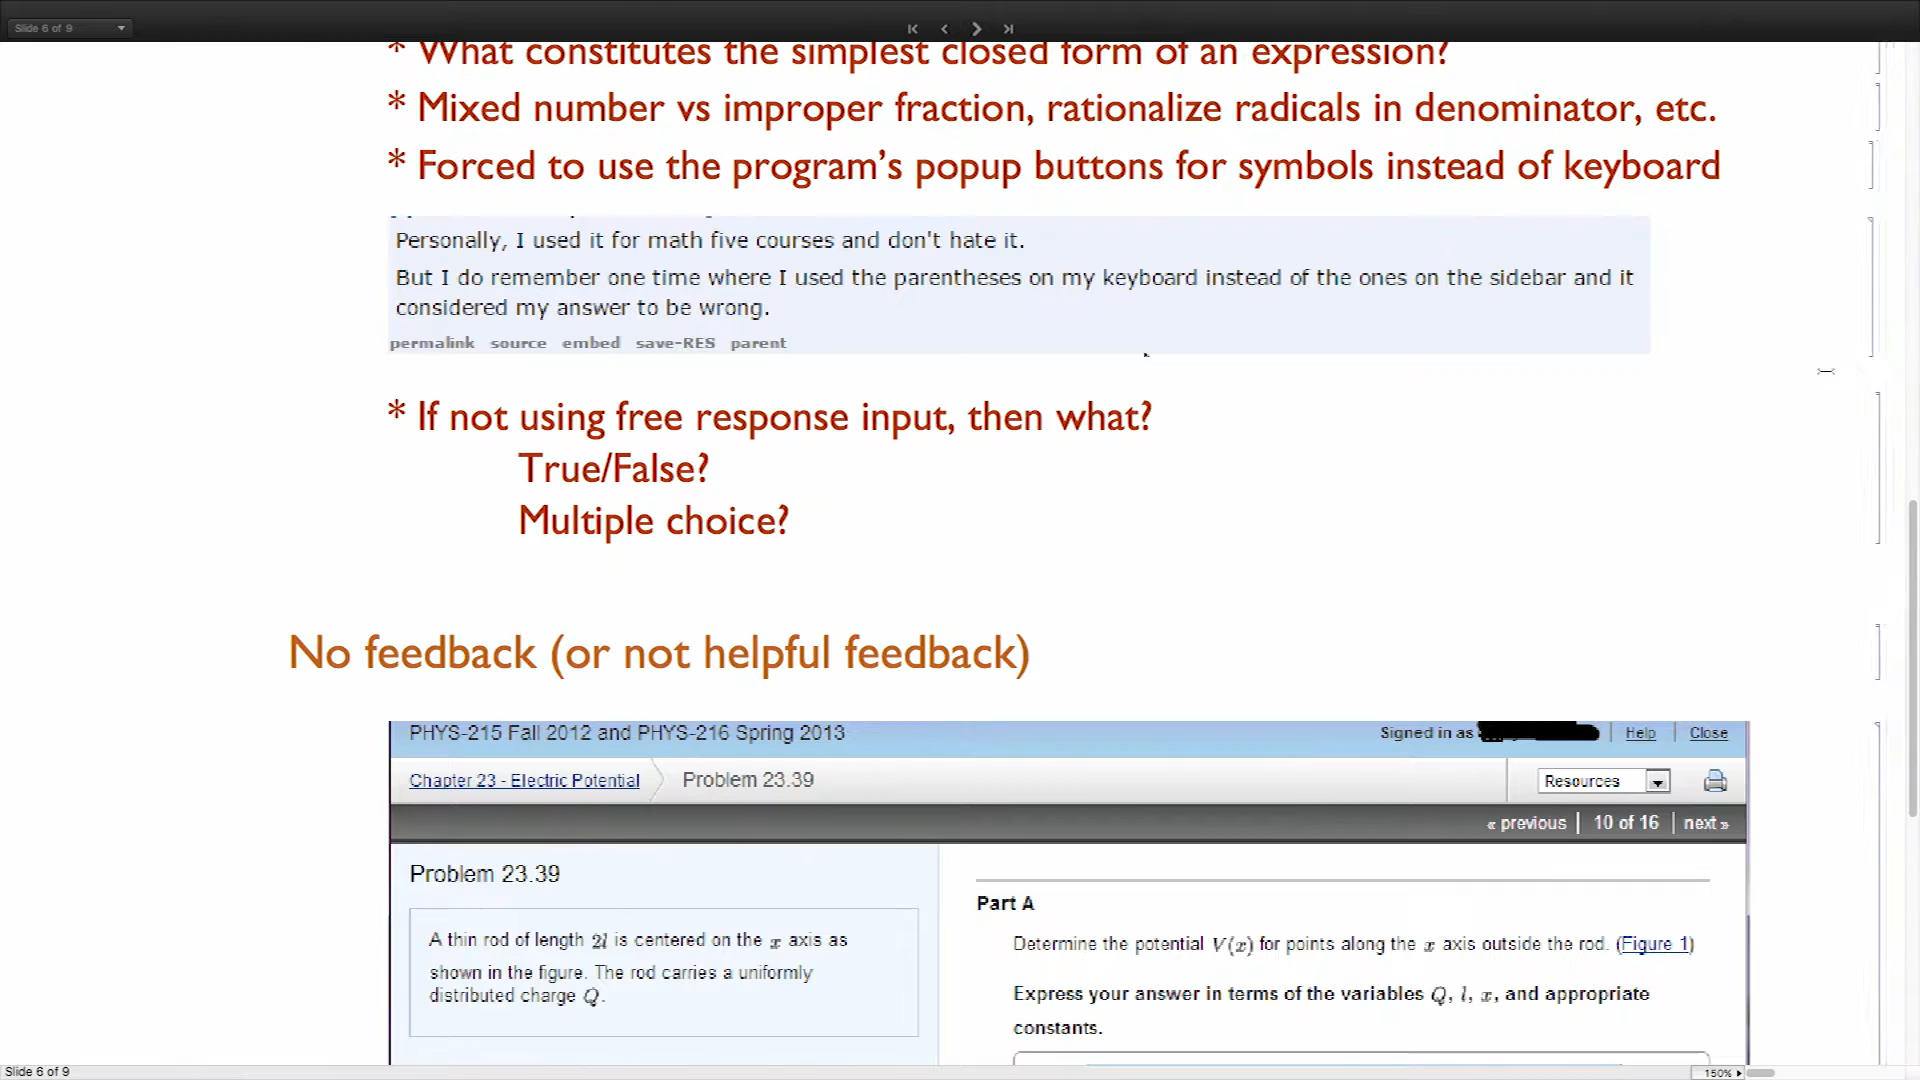 Slide 6 of 9
* What constitutes the simplest closed form of an expression?
* Mixed number vs improper fraction, rationalize radicals in denominator, etc.
* Forced to use the program’s popup buttons for symbols instead of keyboard
Personally, I used it for math five courses and don't hate it.
But I do remember one time where I used the parentheses on my keyboard instead of the ones on the sidebar and it
considered my answer to be wrong.
permalink source embed save-RES parent
* If not using free response input, then what?
True/False?
Multiple choice?
No feedback (or not helpful feedback)
PHYS-215 Fall 2012 and PHYS-216 Spring 2013
Signed in as
Help
Close
Chapter 23 - Electric Potential
Problem 23.39
Resources
« previous | 10 of 16 | next »
Problem 23.39
A thin rod of length 2l is centered on the x axis as
shown in the figure. The rod carries a uniformly
distributed charge Q.
Part A
Determine the potential V(x) for points along the x axis outside the rod. (Figure 1)
Express your answer in terms of the variables Q, l, x, and appropriate
constants.
Slide 6 of 9
150%